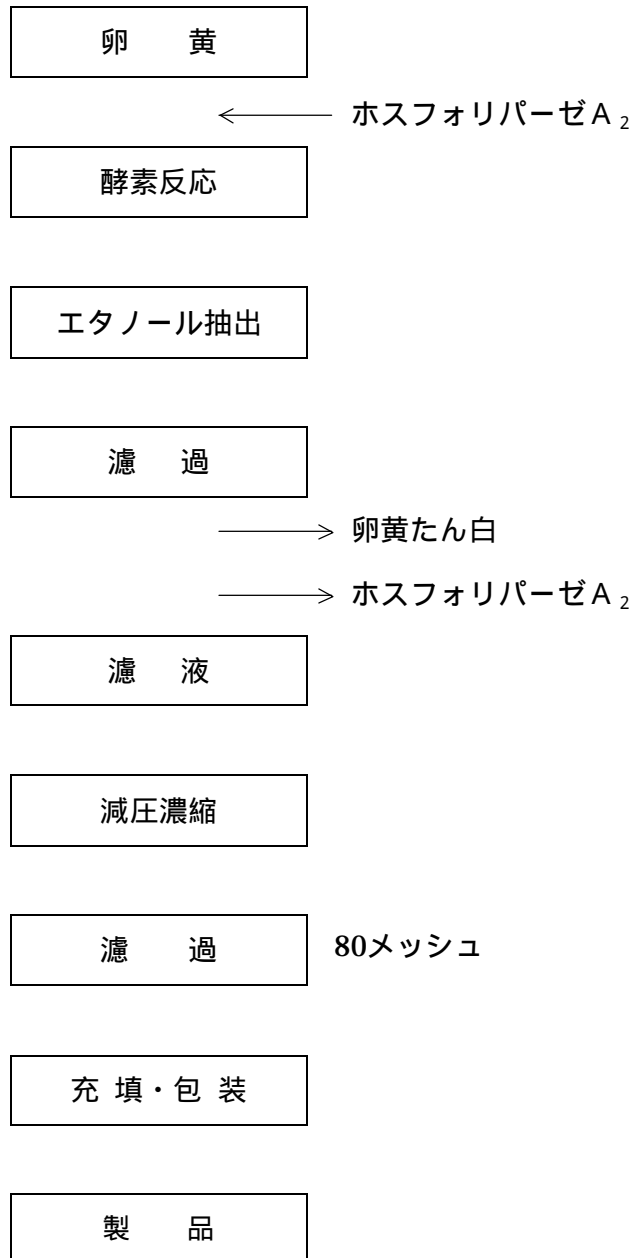 卵　　黄
ホスフォリパーゼＡ₂
酵素反応
エタノール抽出
濾　過
卵黄たん白
ホスフォリパーゼＡ₂
濾　液
減圧濃縮
濾　　過 80メッシュ
充 填・包 装
製　　品